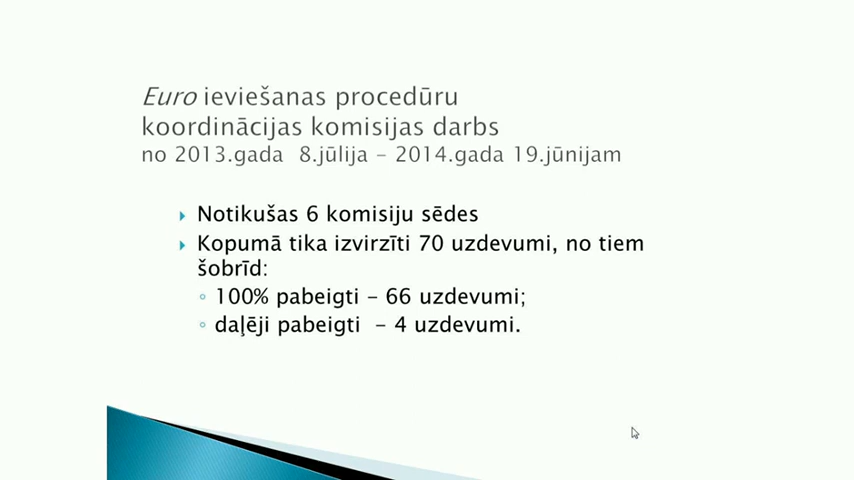 Euro ieviešanas procedūru
koordinācijas komisijas darbs
no 2013.gada 8.jūlija – 2014.gada 19.jūnijam
Notikušas 6 komisiju sēdes
Kopumā tika izvirzīti 70 uzdevumi, no tiem
šobrīd:
100% pabeigti – 66 uzdevumi;
daļēji pabeigti – 4 uzdevumi.